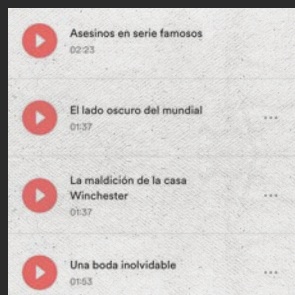 Asesinos en serie famosos
02:23
El lado oscuro del mundial
01:37
La maldición de la casa
Winchester
01:37
Una boda inolvidable
01:53